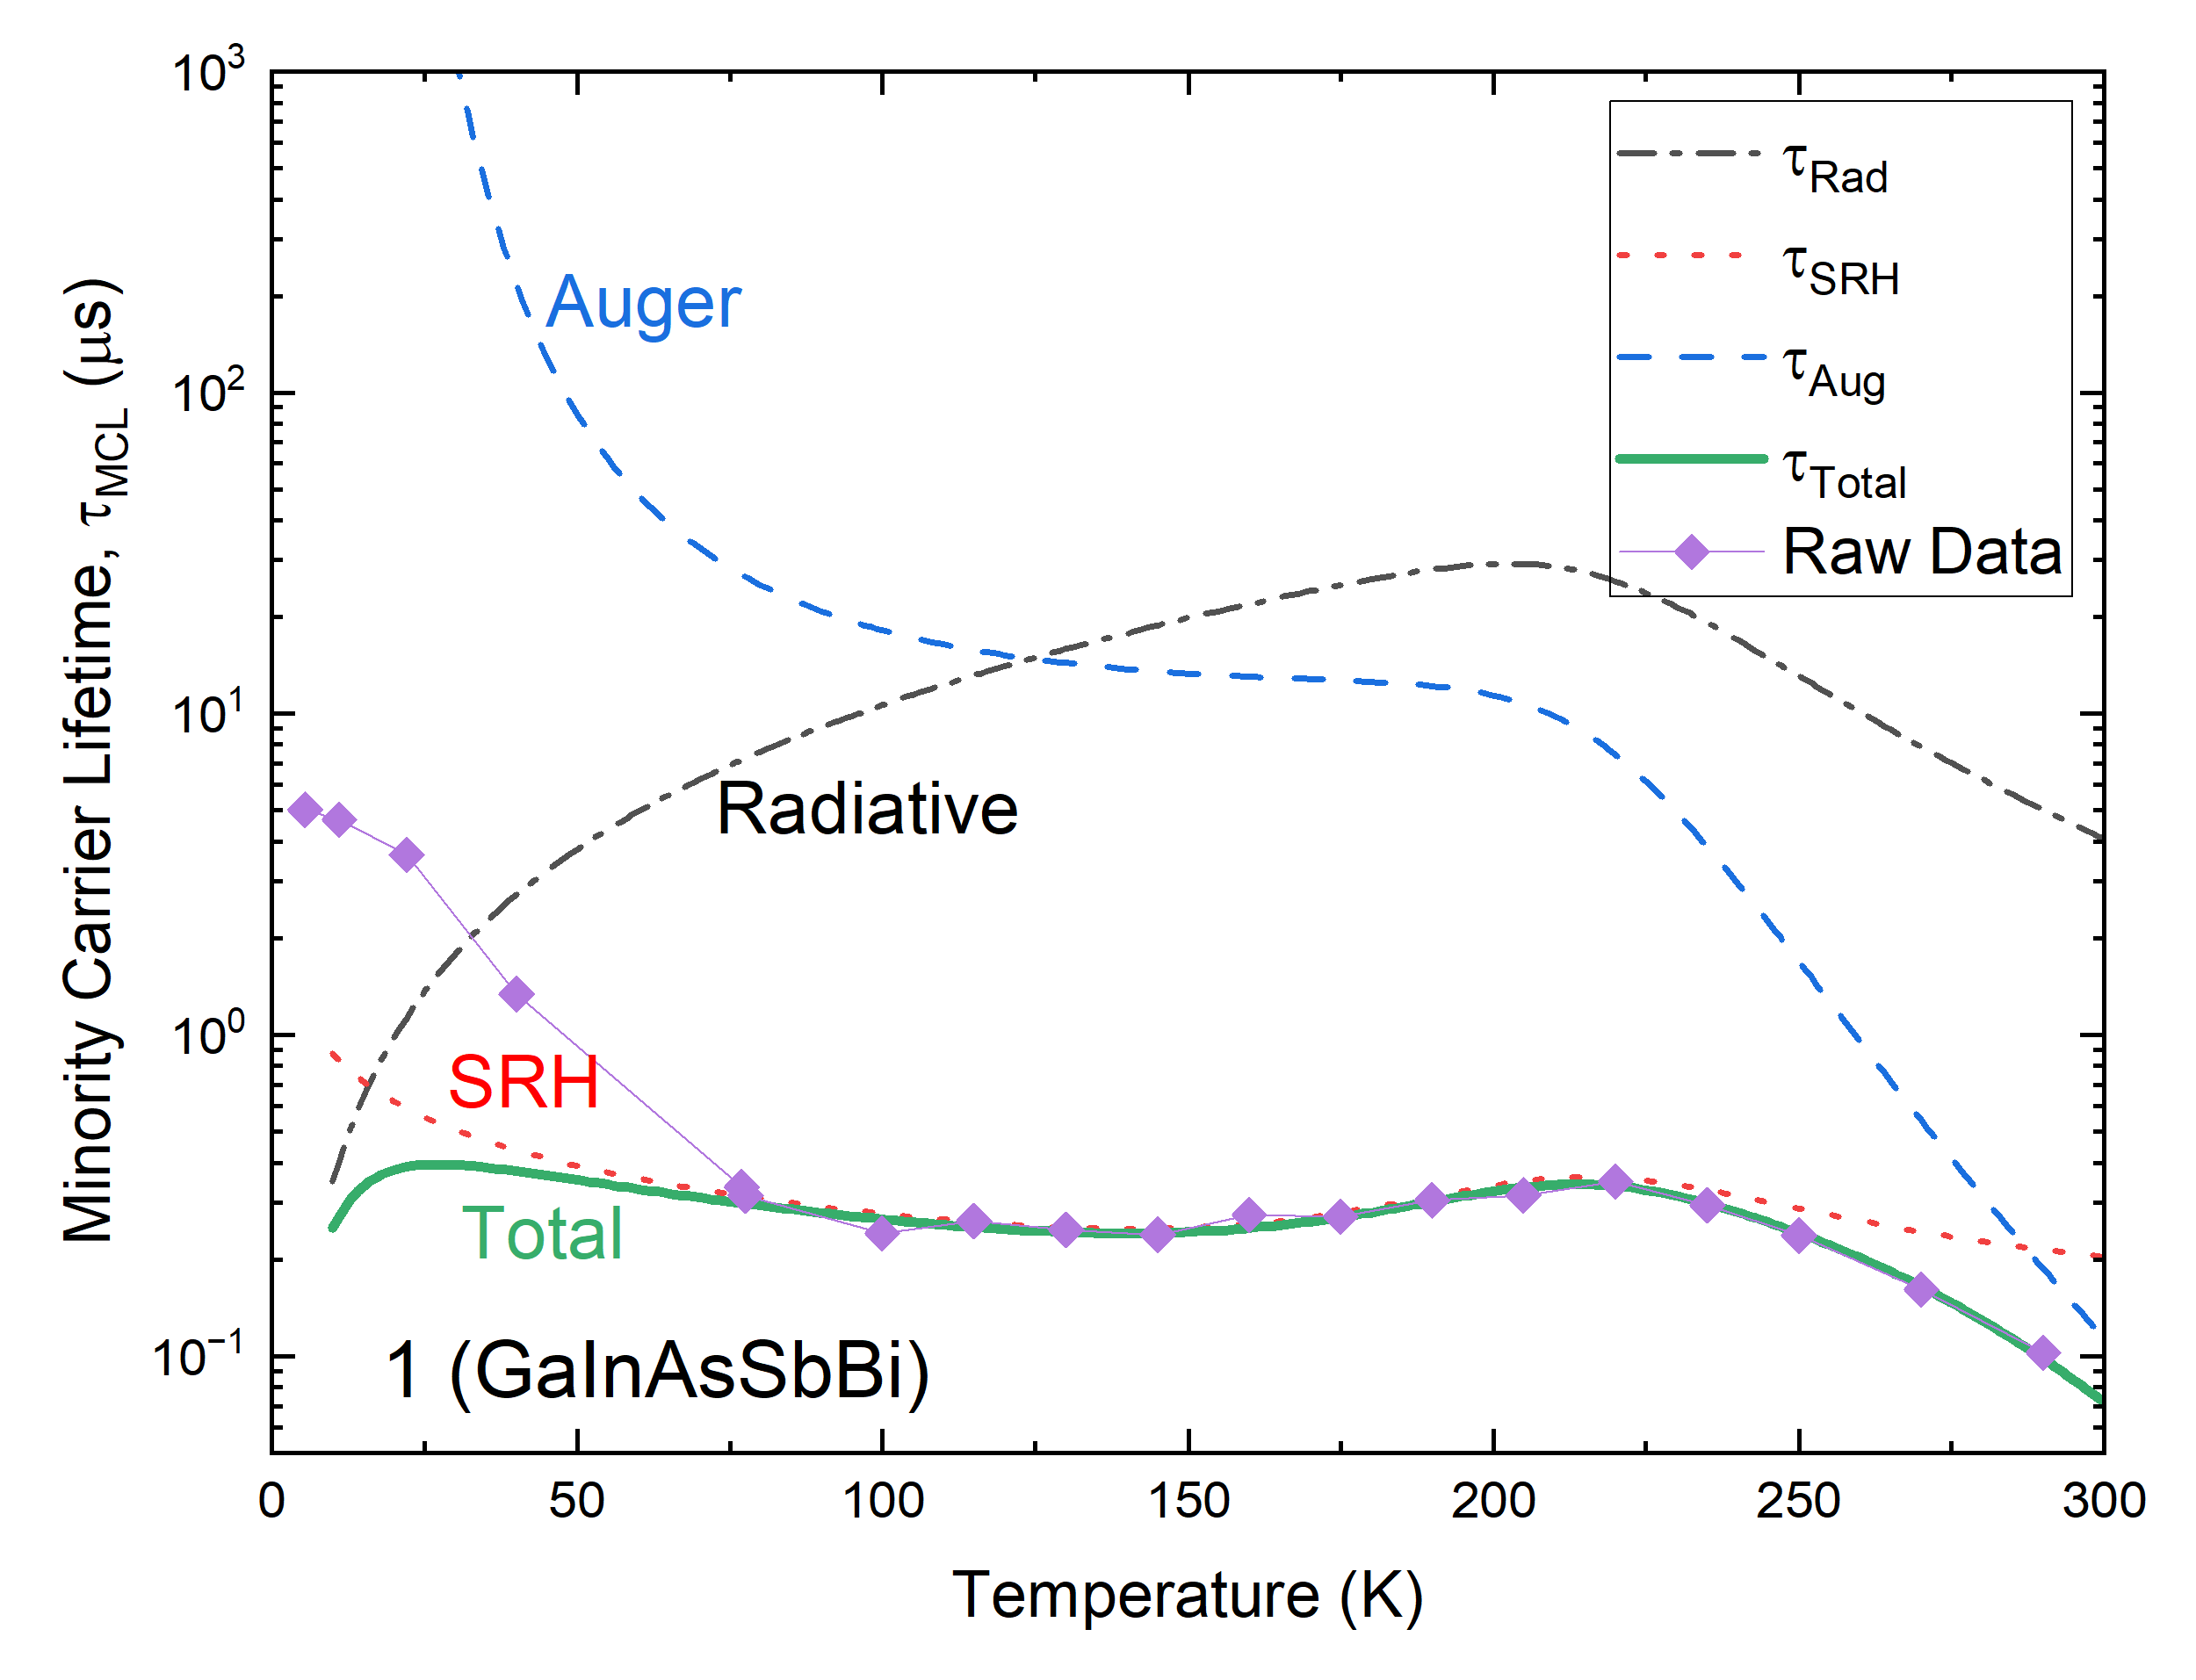 10³
10²
10¹
10⁰
10⁻¹
Minority Carrier Lifetime, τMCL (μs)
τRad
τSRH
τAug
τTotal
Raw Data
Auger
Radiative
SRH
Total
1 (GaInAsSbBi)
0 50 100 150 200 250 300
Temperature (K)